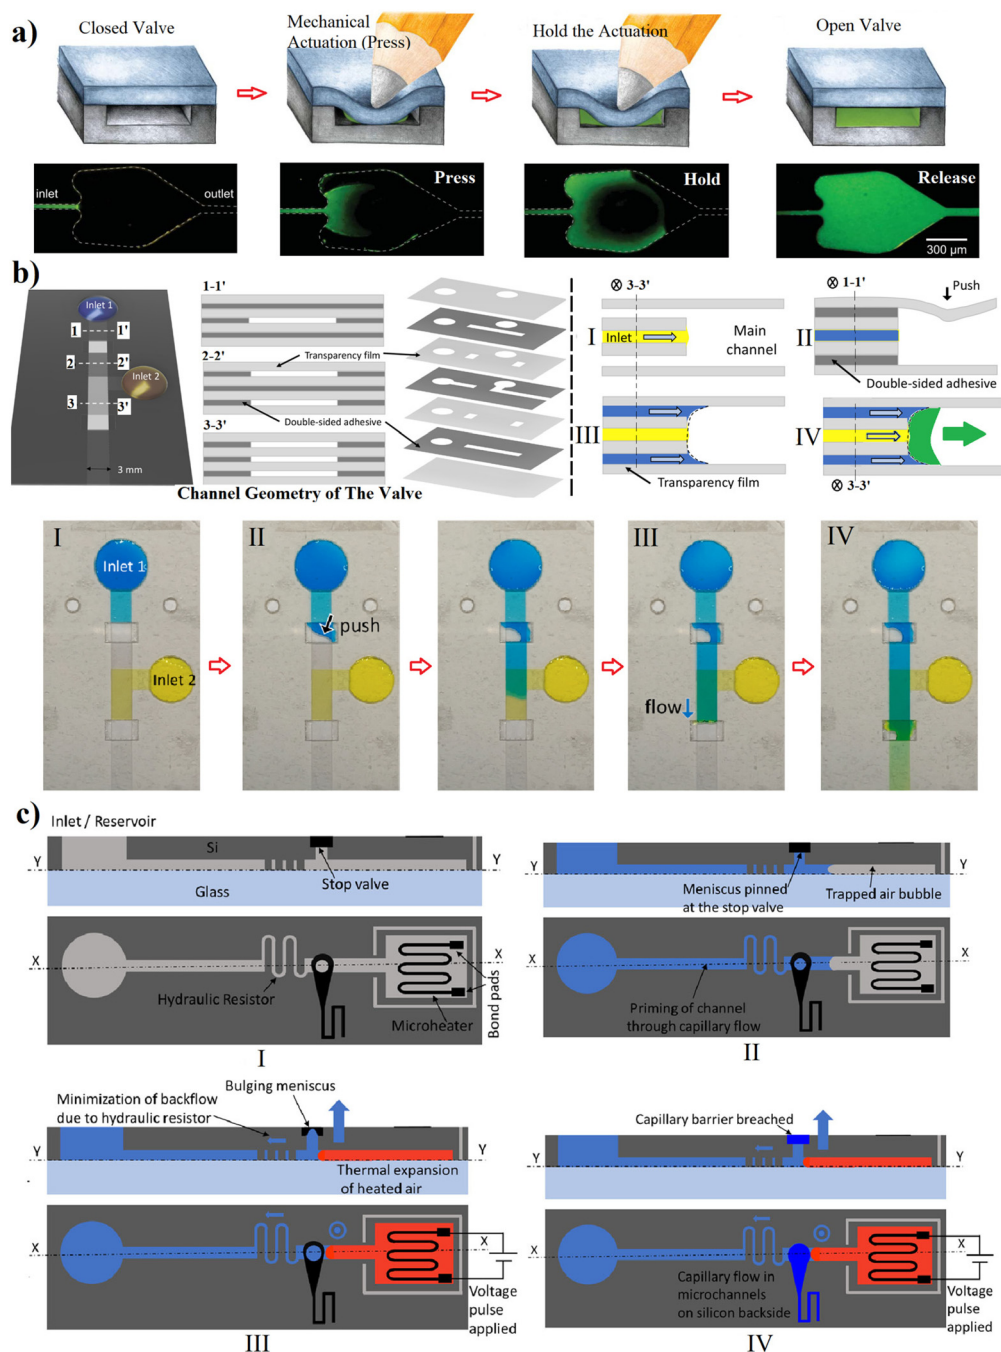 a)
Closed Valve
Mechanical
Actuation (Press)
Hold the Actuation
Open Valve
inlet
outlet
Press
Hold
Release
300 μm
b)
Inlet 1
1
1'
2
2'
Inlet 2
3
3'
3 mm
1-1'
2-2'
Transparency film
Double-sided adhesive
3-3'
Channel Geometry of The Valve
⊗ 3-3'
I
Inlet
Main
channel
⊗ 1-1'
Push
II
Double-sided adhesive
III
Transparency film
IV
⊗ 3-3'
I
Inlet 1
Inlet 2
II
push
III
flow
IV
c)
Inlet / Reservoir
Y
Si
Y
Stop valve
Glass
X
X
Hydraulic Resistor
Microheater
Bond pads
I
Y
Y
Meniscus pinned
at the stop valve
Trapped air bubble
X
X
Priming of channel
through capillary flow
II
Bulging meniscus
Minimization of backflow
due to hydraulic resistor
Y
Y
Thermal expansion
of heated air
X
X
Voltage
pulse
applied
III
Capillary barrier breached
Y
Y
X
X
Capillary flow in
microchannels
on silicon backside
Voltage
pulse
applied
IV